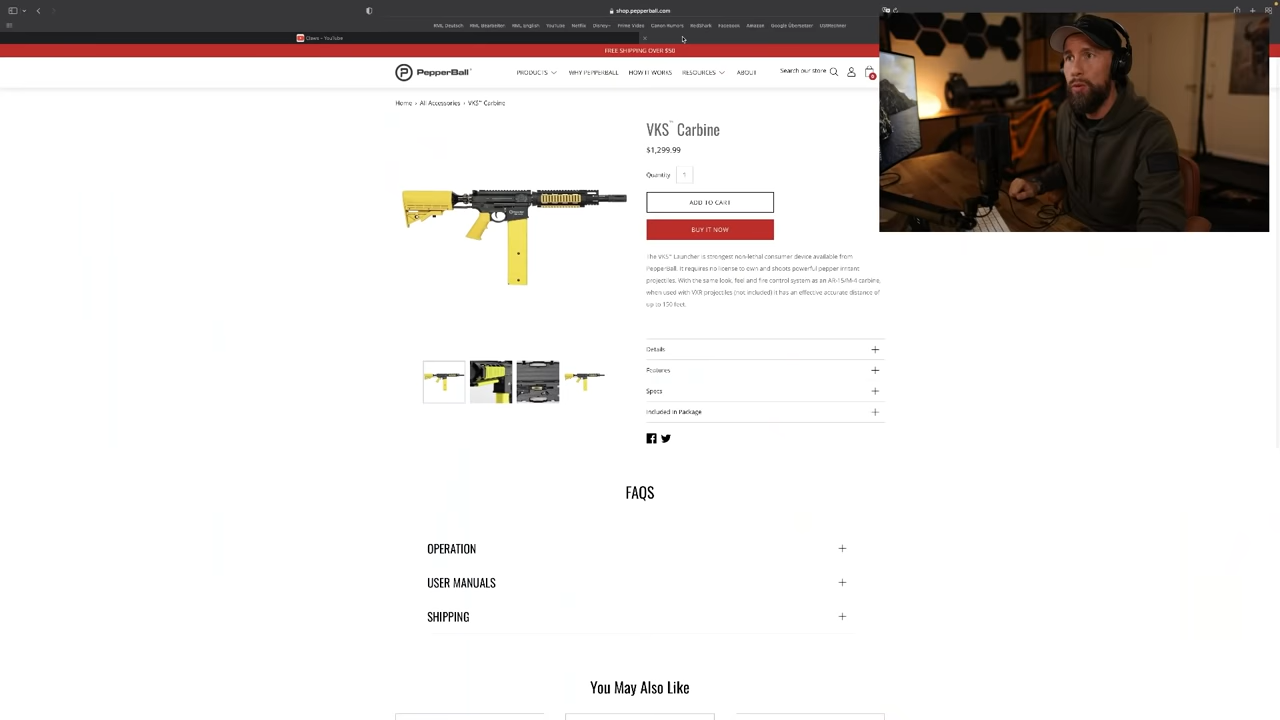 shop.pepperball.com
RML Deutsch RML Bearbeiter RML English YouTube Netflix Disney+ Prime Video Canon Rumors RedShark Facebook Amazon Google Übersetzer
Claws – YouTube
FREE SHIPPING OVER $50
PepperBall
PRODUCTS WHY PEPPERBALL HOW IT WORKS RESOURCES ABOUT Search our store 0
Home › All Accessories › VKS™ Carbine
VKS™ Carbine
$1,299.99
Quantity 1
ADD TO CART
BUY IT NOW
The VKS™ Launcher is strongest non-lethal consumer device available from
PepperBall. It requires no license to own and shoots powerful pepper irritant
projectiles. With the same look, feel and fire control system as an AR-15/M-4 carbine,
when used with VXR projectiles (not included) it has an effective accurate distance of
up to 150 feet.
Details
Features
Specs
Included In Package
FAQS
OPERATION
USER MANUALS
SHIPPING
You May Also Like